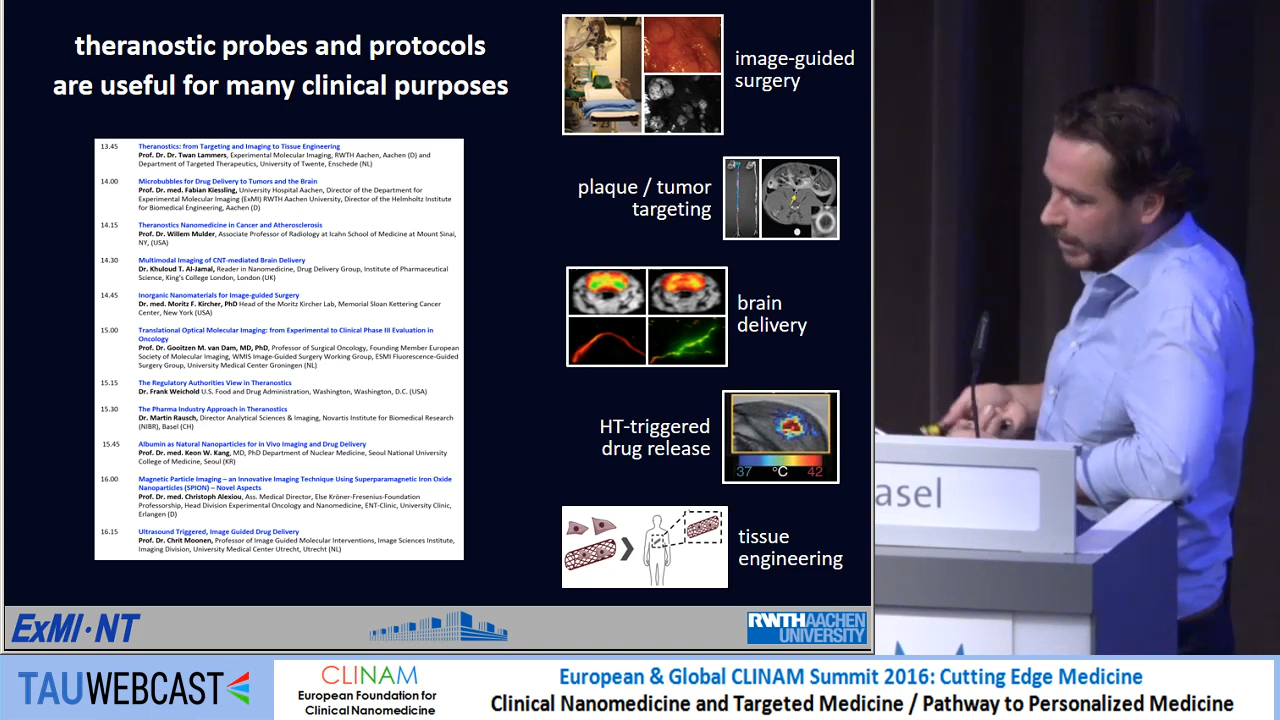 theranostic probes and protocols
are useful for many clinical purposes
13.45 Theranostics: from Targeting and Imaging to Tissue Engineering
Prof. Dr. Dr. Twan Lammers, Experimental Molecular Imaging, RWTH Aachen, Aachen (D) and
Department of Targeted Therapeutics, University of Twente, Enschede (NL)
14.00 Microbubbles for Drug Delivery to Tumors and the Brain
Prof. Dr. med. Fabian Kiessling, University Hospital Aachen, Director of the Department for
Experimental Molecular Imaging (ExMI) RWTH Aachen University, Director of the Helmholtz Institute
for Biomedical Engineering, Aachen (D)
14.15 Theranostics Nanomedicine in Cancer and Atherosclerosis
Prof. Dr. Willem Mulder, Associate Professor of Radiology at Icahn School of Medicine at Mount Sinai,
NY, (USA)
14.30 Multimodal Imaging of CNT-mediated Brain Delivery
Dr. Khuloud T. Al-Jamal, Reader in Nanomedicine, Drug Delivery Group, Institute of Pharmaceutical
Science, King's College London, London (UK)
14.45 Inorganic Nanomaterials for Image-guided Surgery
Dr. med. Moritz F. Kircher, PhD Head of the Moritz Kircher Lab, Memorial Sloan Kettering Cancer
Center, New York (USA)
15.00 Translational Optical Molecular Imaging: from Experimental to Clinical Phase III Evaluation in
Oncology
Prof. Dr. Gooitzen M. van Dam, MD, PhD, Professor of Surgical Oncology, Founding Member European
Society of Molecular Imaging, WMIS Image-Guided Surgery Working Group, ESMI Fluorescence-Guided
Surgery Group, University Medical Center Groningen (NL)
15.15 The Regulatory Authorities View in Theranostics
Dr. Frank Weichold U.S. Food and Drug Administration, Washington, Washington, D.C. (USA)
15.30 The Pharma Industry Approach in Theranostics
Dr. Martin Rausch, Director Analytical Sciences & Imaging, Novartis Institute for Biomedical Research
(NIBR), Basel (CH)
15.45 Albumin as Natural Nanoparticles for in Vivo Imaging and Drug Delivery
Prof. Dr. med. Keon W. Kang, MD, PhD Department of Nuclear Medicine, Seoul National University
College of Medicine, Seoul (KR)
16.00 Magnetic Particle Imaging – an Innovative Imaging Technique Using Superparamagnetic Iron Oxide
Nanoparticles (SPION) – Novel Aspects
Prof. Dr. med. Christoph Alexiou, Ass. Medical Director, Else Kröner-Fresenius-Foundation
Professorship, Head Division Experimental Oncology and Nanomedicine, ENT-Clinic, University Clinic,
Erlangen (D)
16.15 Ultrasound Triggered, Image Guided Drug Delivery
Prof. Dr. Chrit Moonen, Professor of Image Guided Molecular Interventions, Image Sciences Institute,
Imaging Division, University Medical Center Utrecht, Utrecht (NL)
image-guided
surgery
plaque / tumor
targeting
brain
delivery
HT-triggered
drug release
37 °C 42
tissue
engineering
asel
ExMI·NT
RWTH AACHEN
UNIVERSITY
TAUWEBCAST
CLINAM
European Foundation for
Clinical Nanomedicine
European & Global CLINAM Summit 2016: Cutting Edge Medicine
Clinical Nanomedicine and Targeted Medicine / Pathway to Personalized Medicine